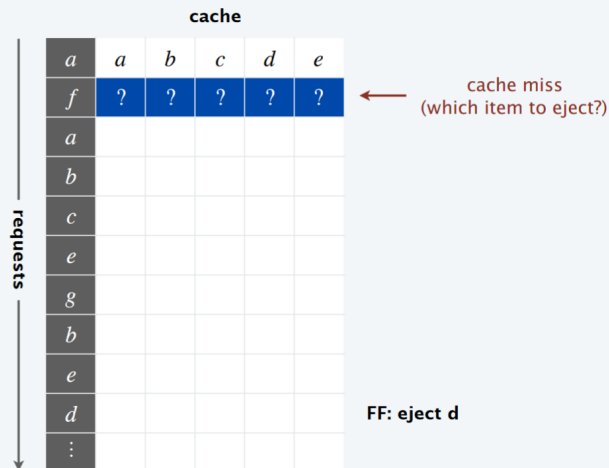 cache
a a b c d e
f ? ? ? ? ?
cache miss
(which item to eject?)
a
b
c
e
g
b
e
d
FF: eject d
⋮
requests